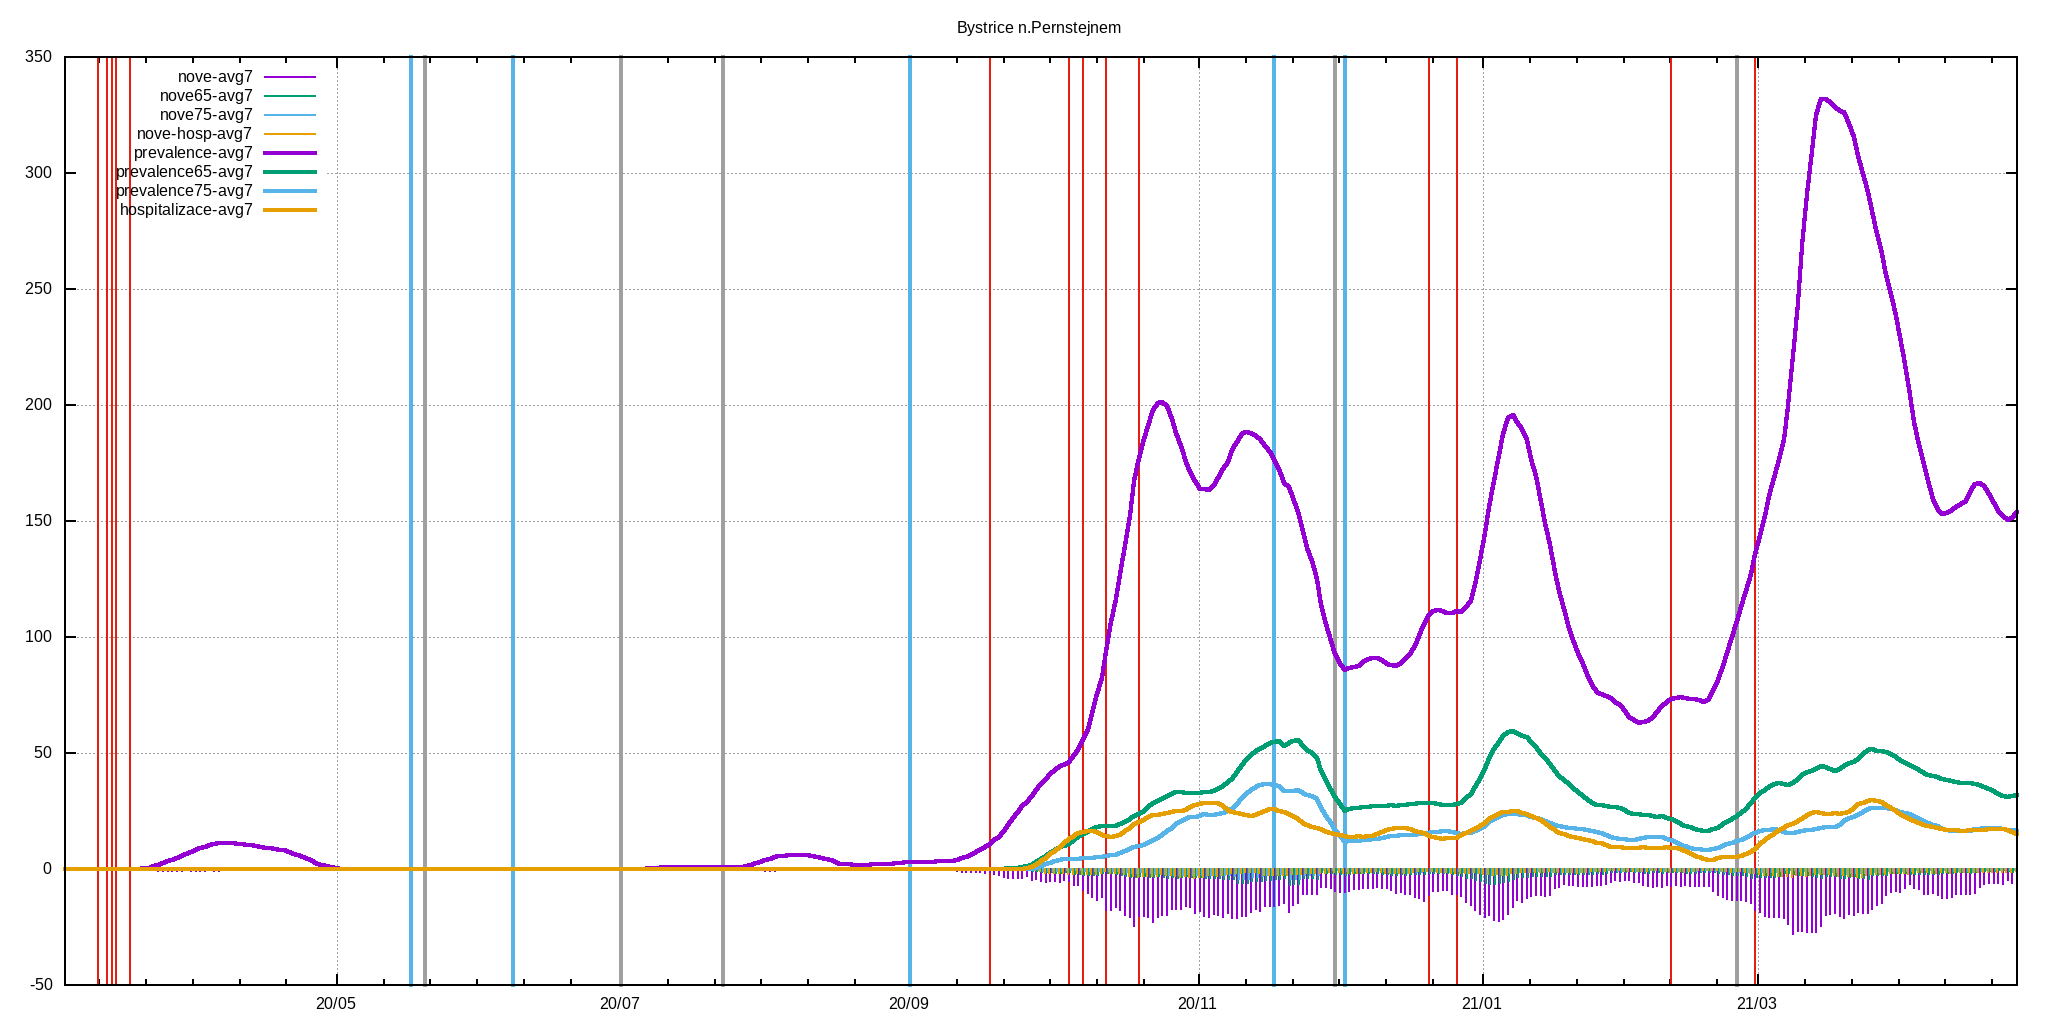 Bystrice n.Pernstejnem
350
300
250
200
150
100
50
0
-50
nove-avg7
nove65-avg7
nove75-avg7
nove-hosp-avg7
prevalence-avg7
prevalence65-avg7
prevalence75-avg7
hospitalizace-avg7
20/05 20/07 20/09 20/11 21/01 21/03